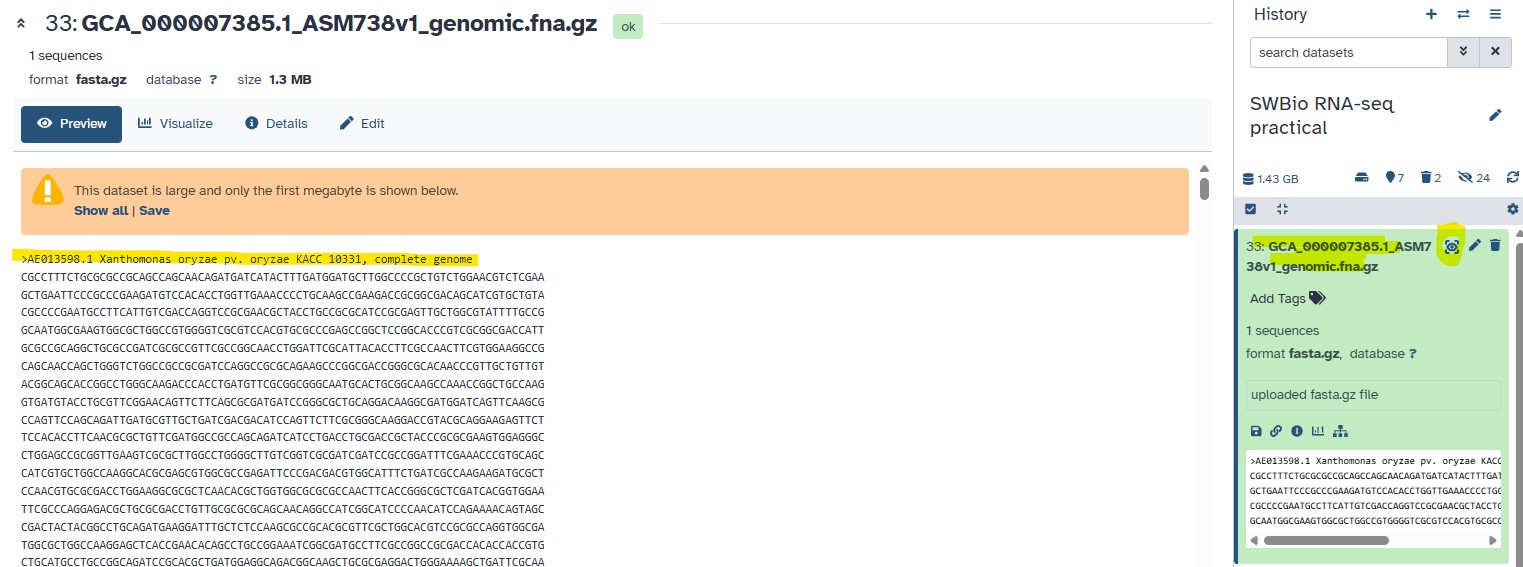 33: GCA_000007385.1_ASM738v1_genomic.fna.gz ok
1 sequences
format fasta.gz database ? size 1.3 MB
Preview Visualize Details Edit
This dataset is large and only the first megabyte is shown below.
Show all | Save
>AE013598.1 Xanthomonas oryzae pv. oryzae KACC 10331, complete genome
CGCCTTTCTGCGCGCCGCAGCCAGCAACAGATGATCATACTTTGATGGATGCTTGGCCCCGCTGTCTGGAACGTCTCGAA
GCTGAATTCCCGCCCGAAGATGTCCACACCTGGTTGAAACCCCTGCAAGCCGAAGACCGCGGCGACAGCATCGTGCTGTA
CGCCCCGAATGCCTTCATTGTCGACCAGGTCCGCGAACGCTACCTGCCGCGCATCCGCGAGTTGCTGGCGTATTTTGCCG
GCAATGGCGAAGTGGCGCTGGCCGTGGGGTCGCGTCCACGTGCGCCCGAGCCGGCTCCGGCACCCGTCGCGGCGACCATT
GCGCCGCAGGCTGCGCCGATCGCGCCGTTCGCCGGCAACCTGGATTCGCATTACACCTTCGCCAACTTCGTGGAAGGCCG
CAGCAACCAGCTGGGTCTGGCCGCCGCGATCCAGGCCGCGCAGAAGCCCGGCGACCGGGCGCACAACCCGTTGCTGTTGT
ACGGCAGCACCGGCCTGGGCAAGACCCACCTGATGTTCGCGGCGGGCAATGCACTGCGGCAAGCCAAACCGGCTGCCAAG
GTGATGTACCTGCGTTCGGAACAGTTCTTCAGCGCGATGATCCGGGCGCTGCAGGACAAGGCGATGGATCAGTTCAAGCG
CCAGTTCCAGCAGATTGATGCGTTGCTGATCGACGACATCCAGTTCTTCGCGGGCAAGGACCGTACGCAGGAAGAGTTCT
TCCACACCTTCAACGCGCTGTTCGATGGCCGCCAGCAGATCATCCTGACCTGCGACCGCTACCCGCGCGAAGTGGAGGGC
CTGGAGCCGCGGTTGAAGTCGCGCTTGGCCTGGGGCTTGTCGGTCGCGATCGATCCGCCGGATTTCGAAACCCGTGCAGC
CATCGTGCTGGCCAAGGCACGCGAGCGTGGCGCCGAGATTCCCGACGACGTGGCATTTCTGATCGCCAAGAAGATGCGCT
CCAACGTGCGCGACCTGGAAGGCGCGCTCAACACGCTGGTGGCGCGCGCCAACTTCACCGGGCGCTCGATCACGGTGGAA
TTCGCCCAGGAGACGCTGCGCGACCTGTTGCGCGCGCAGCAACAGGCCATCGGCATCCCCAACATCCAGAAAACAGTAGC
CGACTACTACGGCCTGCAGATGAAGGATTTGCTCTCCAAGCGCCGCACGCGTTCGCTGGCACGTCCGCGCCAGGTGGCGA
TGGCGCTGGCCAAGGAGCTCACCGAACACAGCCTGCCGGAAATCGGCGATGCCTTCGCCGGCCGCGACCACACCACCGTG
CTGCATGCCTGCCGGCAGATCCGCACGCTGATGGAGGCAGACGGCAAGCTGCGCGAGGACTGGGAAAAGCTGATTCGCAA
History
search datasets
SWBio RNA-seq
practical
1.43 GB 7 2 24
33: GCA_000007385.1_ASM7
38v1_genomic.fna.gz
Add Tags
1 sequences
format fasta.gz, database ?
uploaded fasta.gz file
>AE013598.1 Xanthomonas oryzae pv. oryzae KACC
CGCCTTTCTGCGCGCCGCAGCCAGCAACAGATGATCATACTTTGAT
GCTGAATTCCCGCCCGAAGATGTCCACACCTGGTTGAAACCCCTGC
CGCCCCGAATGCCTTCATTGTCGACCAGGTCCGCGAACGCTACCTG
GCAATGGCGAAGTGGCGCTGGCCGTGGGGTCGCGTCCACGTGCGCC